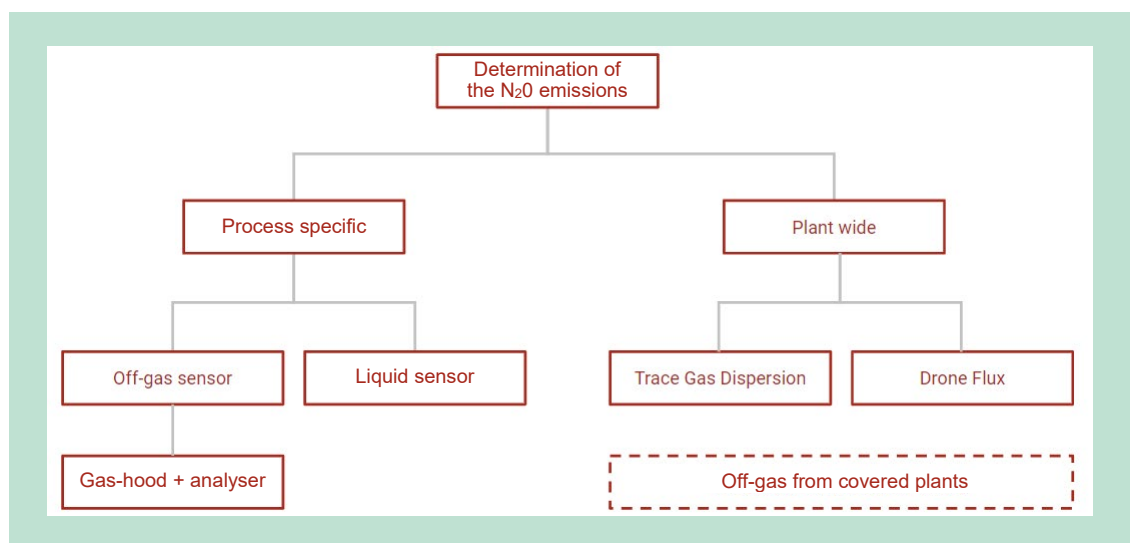 Determination of
the N₂0 emissions
Process specific
Plant wide
Off-gas sensor
Liquid sensor
Trace Gas Dispersion
Drone Flux
Gas-hood + analyser
Off-gas from covered plants